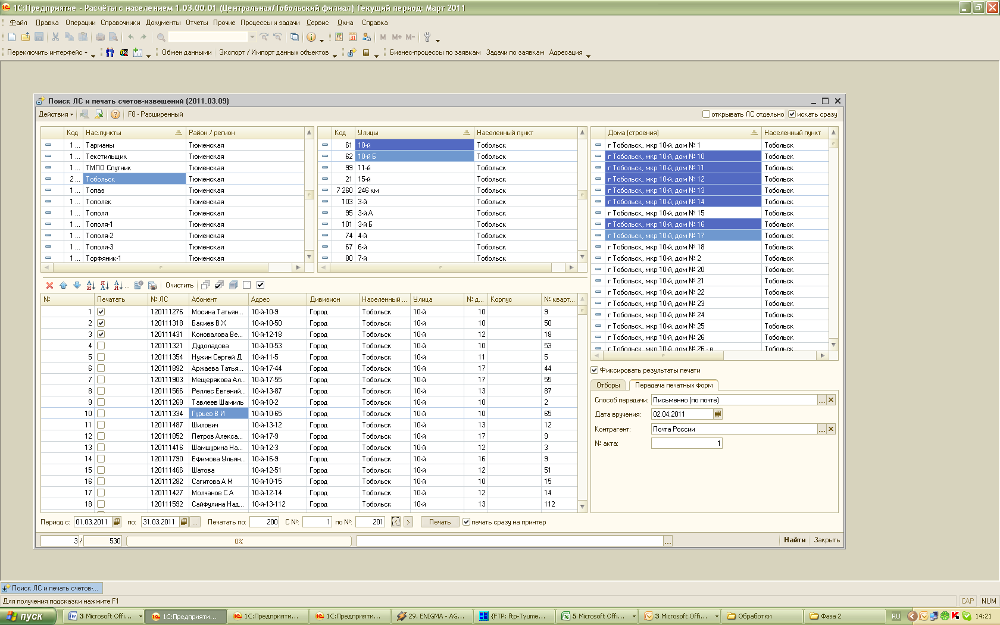 1С:Предприятие - Расчёты с населением 1.03.00.01 (Центральная/Тобольский филиал) Текущий период: Март 2011
Файл Правка Операции Справочники Документы Отчеты Прочие Процессы и задачи Сервис Окна Справка
M M+ M-
Переключить интерфейс Обмен данными Экспорт / Импорт данных объектов Бизнес-процессы по заявкам Задачи по заявкам Адресация
Поиск ЛС и печать счетов-извещений (2011.03.09)
Действия F8 - Расширенный открывать ЛС отдельно искать сразу
Код Нас.пункты Район / регион
1 ... Тарманы Тюменская
1 ... Текстильщик Тюменская
1 ... ТМПО Спутник Тюменская
2 ... Тобольск Тюменская
1 ... Топаз Тюменская
1 ... Тополек Тюменская
1 ... Тополя Тюменская
1 ... Тополя-1 Тюменская
1 ... Тополя-2 Тюменская
1 ... Тополя-3 Тюменская
1 ... Торфяник-1 Тюменская
Код Улицы Населенный пункт
61 10-й Тобольск
62 10-й Б Тобольск
99 11-й Тобольск
21 15-й Тобольск
7 260 246 км Тобольск
103 3-й Тобольск
95 3-й А Тобольск
101 3-й Б Тобольск
74 4-й Тобольск
67 6-й Тобольск
80 7-й Тобольск
Дома (строения) Населенный пункт
г Тобольск, мкр 10-й, дом № 1 Тобольск
г Тобольск, мкр 10-й, дом № 10 Тобольск
г Тобольск, мкр 10-й, дом № 11 Тобольск
г Тобольск, мкр 10-й, дом № 12 Тобольск
г Тобольск, мкр 10-й, дом № 13 Тобольск
г Тобольск, мкр 10-й, дом № 14 Тобольск
г Тобольск, мкр 10-й, дом № 15 Тобольск
г Тобольск, мкр 10-й, дом № 16 Тобольск
г Тобольск, мкр 10-й, дом № 17 Тобольск
г Тобольск, мкр 10-й, дом № 18 Тобольск
г Тобольск, мкр 10-й, дом № 2 Тобольск
г Тобольск, мкр 10-й, дом № 20 Тобольск
г Тобольск, мкр 10-й, дом № 21 Тобольск
г Тобольск, мкр 10-й, дом № 22 Тобольск
г Тобольск, мкр 10-й, дом № 23 Тобольск
г Тобольск, мкр 10-й, дом № 24 Тобольск
г Тобольск, мкр 10-й, дом № 25 Тобольск
г Тобольск, мкр 10-й, дом № 26 Тобольск
г Тобольск, мкр 10-й, дом № 26 - в Тобольск
Очистить
№ Печатать № ЛС Абонент Адрес Дивизион Населенный ... Улица № д... Корпус № кварт...
1 120111276 Мосина Татьян... 10-й-10-9 Город Тобольск 10-й 10 9
2 120111318 Бакиев В Х 10-й-10-50 Город Тобольск 10-й 10 50
3 120111431 Коновалова Ве... 10-й-12-18 Город Тобольск 10-й 12 18
4 120111321 Дудоладова 10-й-10-53 Город Тобольск 10-й 10 53
5 120111354 Нужин Сергей Д 10-й-11-5 Город Тобольск 10-й 11 5
6 120111892 Аржаева Татья... 10-й-17-44 Город Тобольск 10-й 17 44
7 120111903 Мещерякова Ал... 10-й-17-55 Город Тобольск 10-й 17 55
8 120111566 Реллес Евгений... 10-й-13-87 Город Тобольск 10-й 13 87
9 120111269 Тавлеев Шамиль 10-й-10-2 Город Тобольск 10-й 10 2
10 120111334 Гурьев В И 10-й-10-65 Город Тобольск 10-й 10 65
11 120111487 Шилович 10-й-13-12 Город Тобольск 10-й 13 12
12 120111852 Петров Алекса... 10-й-17-9 Город Тобольск 10-й 17 9
13 120111416 Шамшурина На... 10-й-12-3 Город Тобольск 10-й 12 3
14 120111790 Ефимова Ульян... 10-й-16-9 Город Тобольск 10-й 16 9
15 120111466 Шатова 10-й-12-51 Город Тобольск 10-й 12 51
16 120111282 Сагитова А М 10-й-10-15 Город Тобольск 10-й 10 15
17 120111427 Молчанов С А 10-й-12-14 Город Тобольск 10-й 12 14
18 120111592 Сайфулина Над... 10-й-13-112 Город Тобольск 10-й 13 112
Фиксировать результаты печати
Отборы Передача печатных форм
Способ передачи: Письменно (по почте) ...
Дата вручения: 02.04.2011
Контрагент: Почта России ...
№ акта: 1
Период с: 01.03.2011 по: 31.03.2011 ... Печатать по: 200 С №: 1 по №: 201 < > Печать печать сразу на принтер
3 / 530 0% ... Найти Закрыть
Поиск ЛС и печать счетов-...
Для получения подсказки нажмите F1 CAP NUM
пуск 3 Microsoft Offi... 1С:Предприяти... 1С:Предприяти... 1С:Предприяти... 29. ENIGMA - AG... {FTP: ftp-Tyume... 5 Microsoft Offi... 3 Microsoft Offi... Обработки Фаза 2 RU 14:21